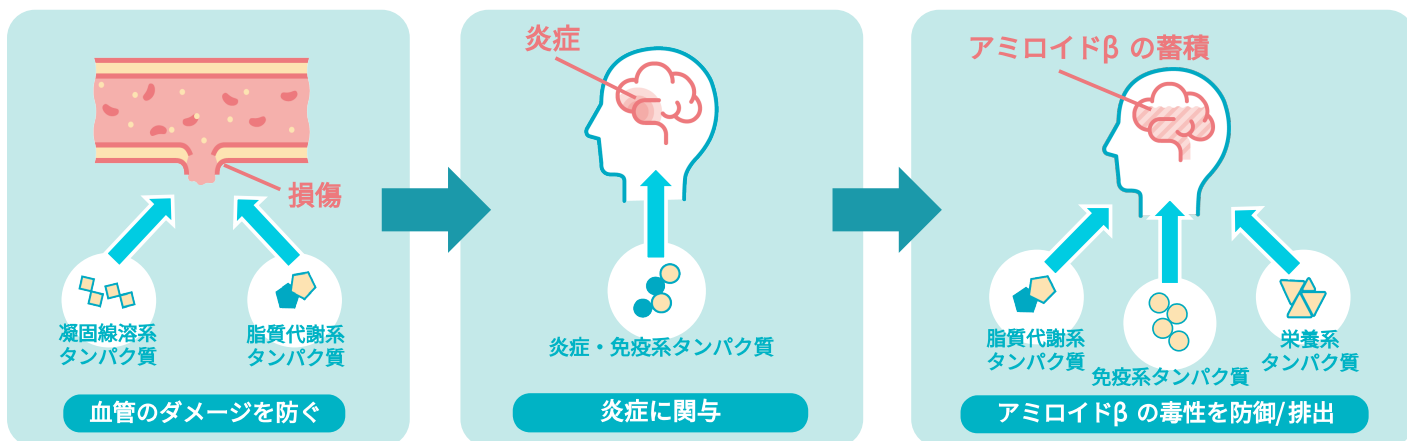 損傷
凝固線溶系
タンパク質
脂質代謝系
タンパク質
血管のダメージを防ぐ
炎症
炎症・免疫系タンパク質
炎症に関与
アミロイドβ の蓄積
脂質代謝系
タンパク質
免疫系タンパク質
栄養系
タンパク質
アミロイドβ の毒性を防御/排出